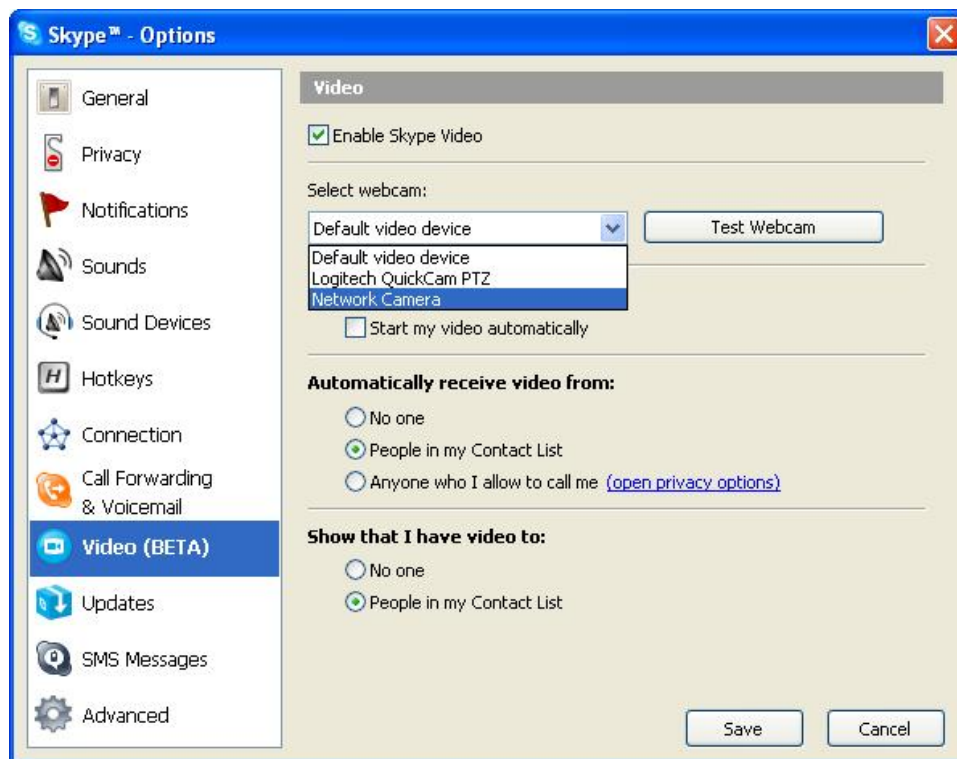 Skype™ - Options
General
Privacy
Notifications
Sounds
Sound Devices
Hotkeys
Connection
Call Forwarding
& Voicemail
Video (BETA)
Updates
SMS Messages
Advanced
Video
Enable Skype Video
Select webcam:
Default video device
Test Webcam
Default video device
Logitech QuickCam PTZ
Network Camera
Start my video automatically
Automatically receive video from:
No one
People in my Contact List
Anyone who I allow to call me (open privacy options)
Show that I have video to:
No one
People in my Contact List
Save
Cancel